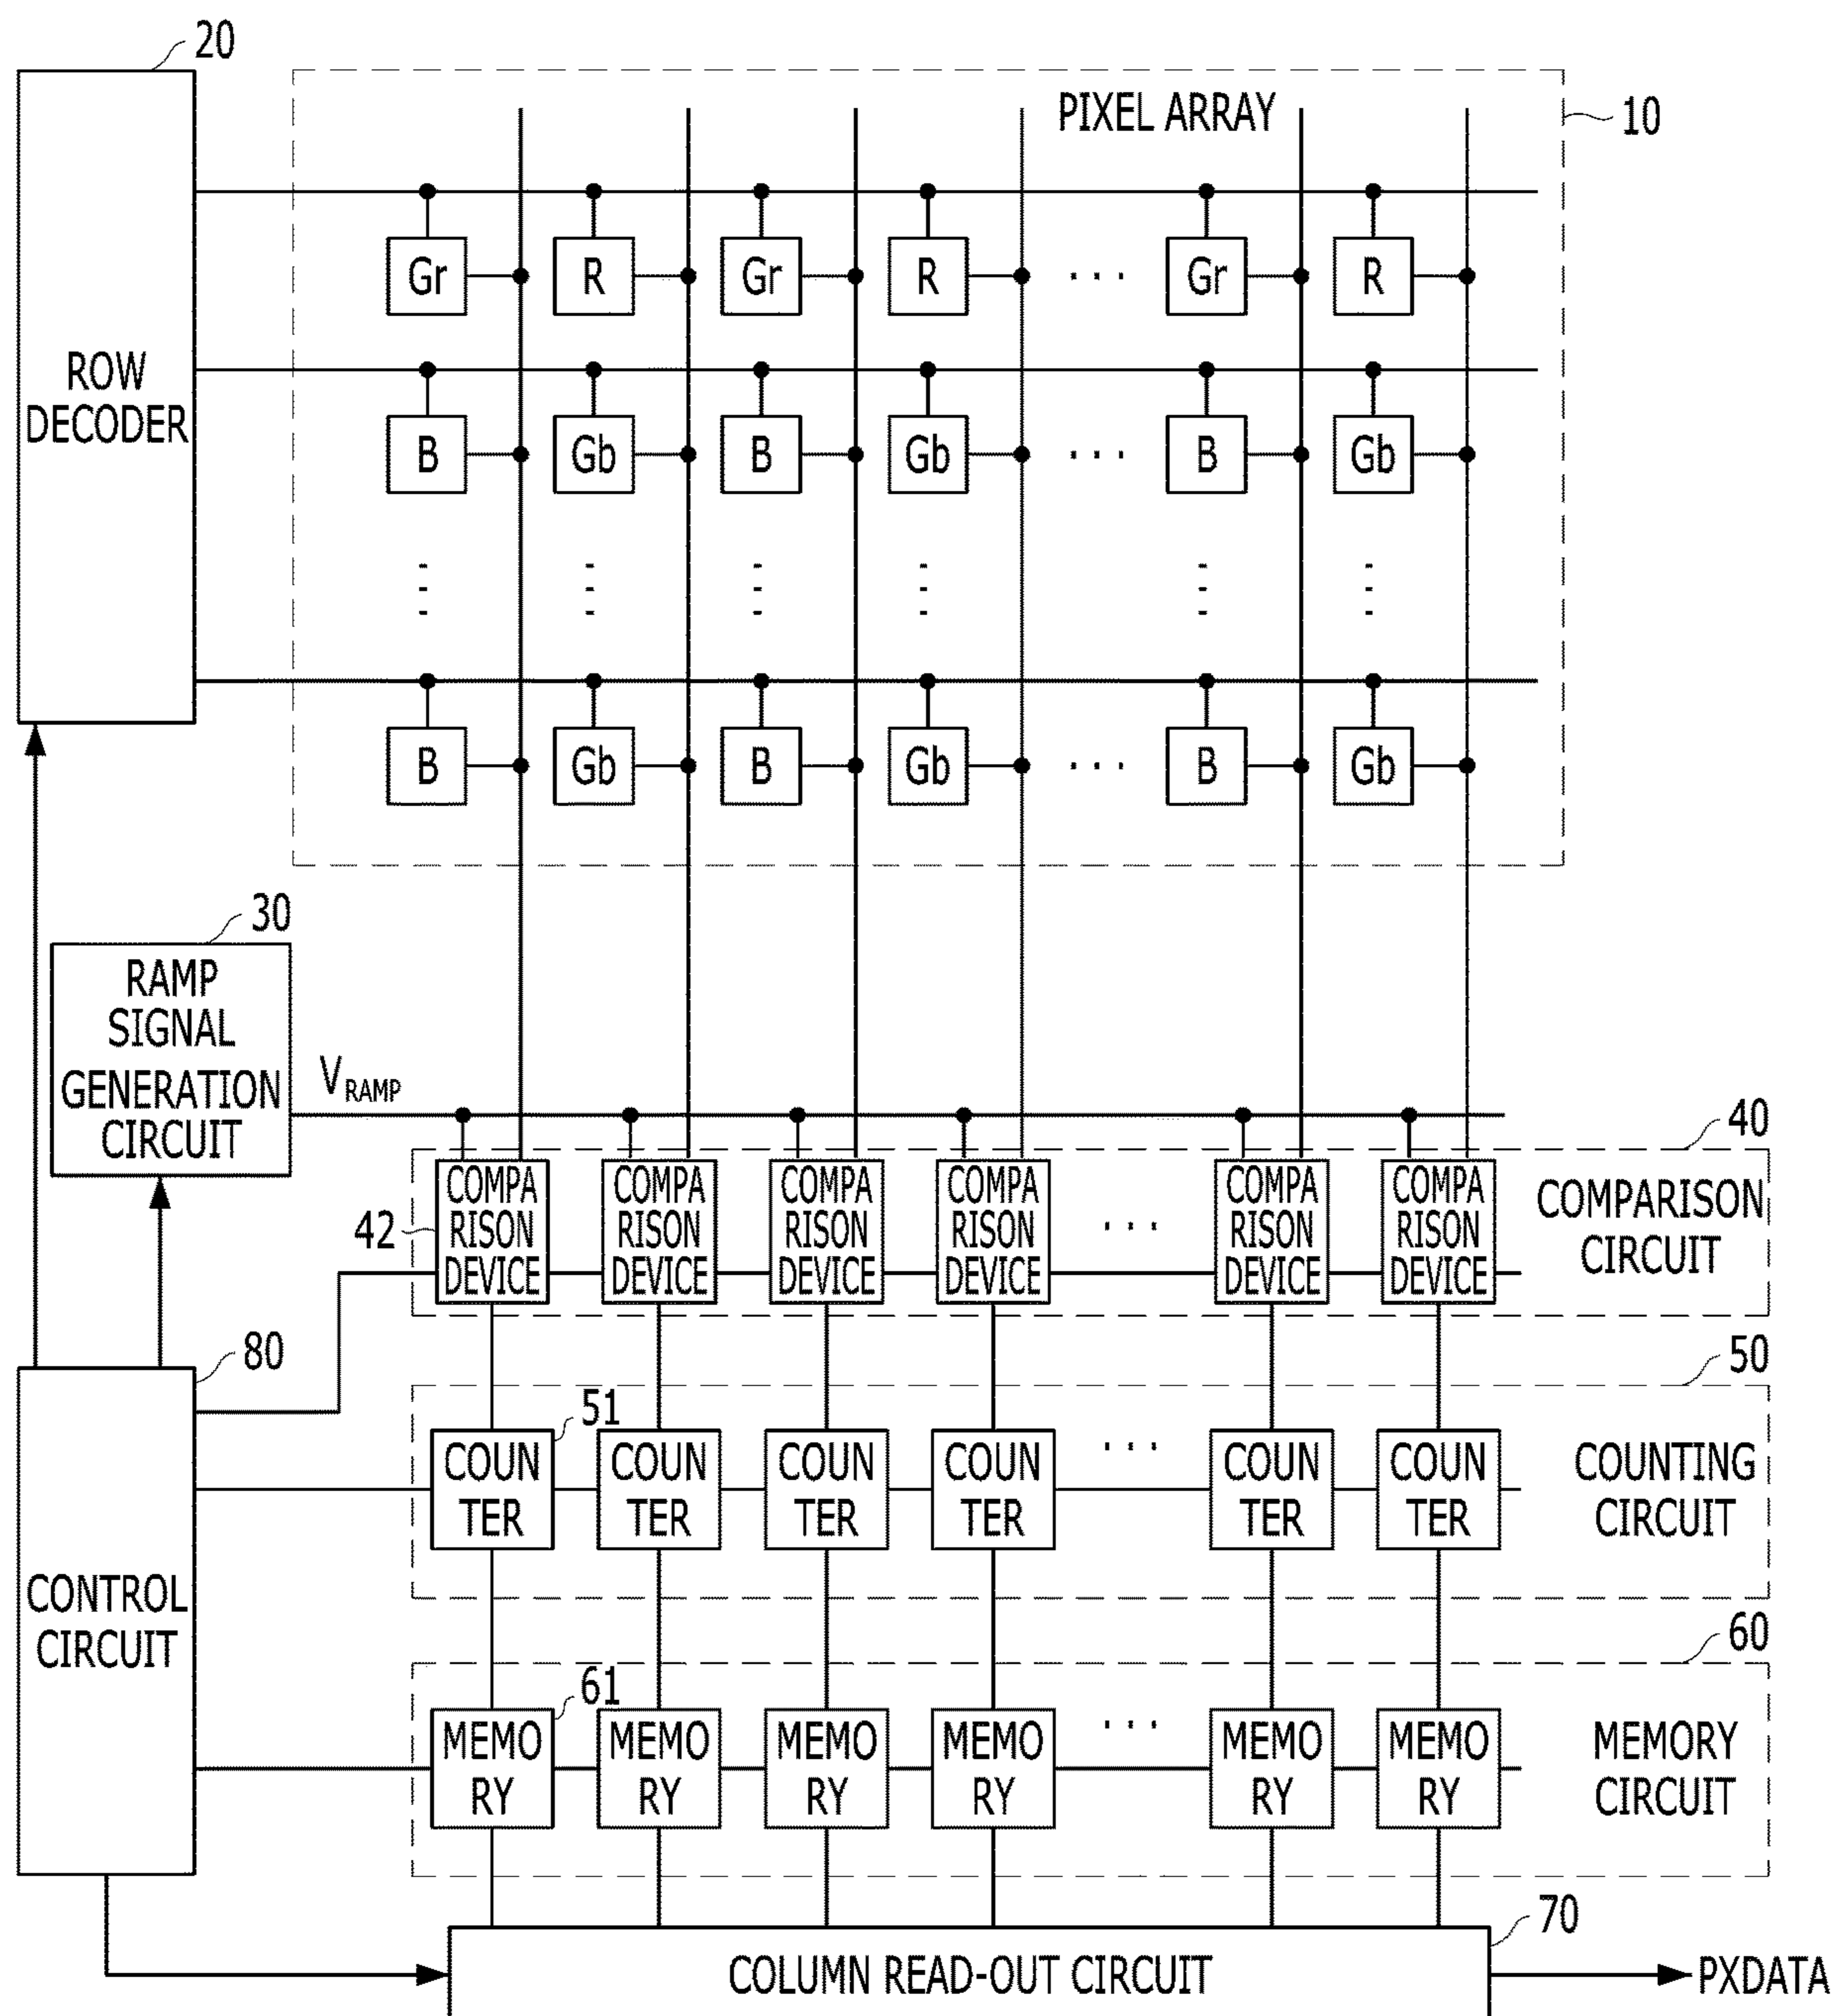 20
PIXEL ARRAY
10
Gr R Gr R ... Gr R
ROW
DECODER
B Gb B Gb ... B Gb
B Gb B Gb ... B Gb
30
RAMP
SIGNAL
GENERATION
CIRCUIT
VRAMP
40
42
COMPA COMPA COMPA COMPA COMPA COMPA
RISON RISON RISON RISON ... RISON RISON
DEVICE DEVICE DEVICE DEVICE DEVICE DEVICE
COMPARISON
CIRCUIT
80
50
51
COUN COUN COUN COUN ... COUN COUN
TER TER TER TER TER TER
COUNTING
CIRCUIT
CONTROL
CIRCUIT
60
61
MEMO MEMO MEMO MEMO ... MEMO MEMO
RY RY RY RY RY RY
MEMORY
CIRCUIT
70
COLUMN READ-OUT CIRCUIT
PXDATA